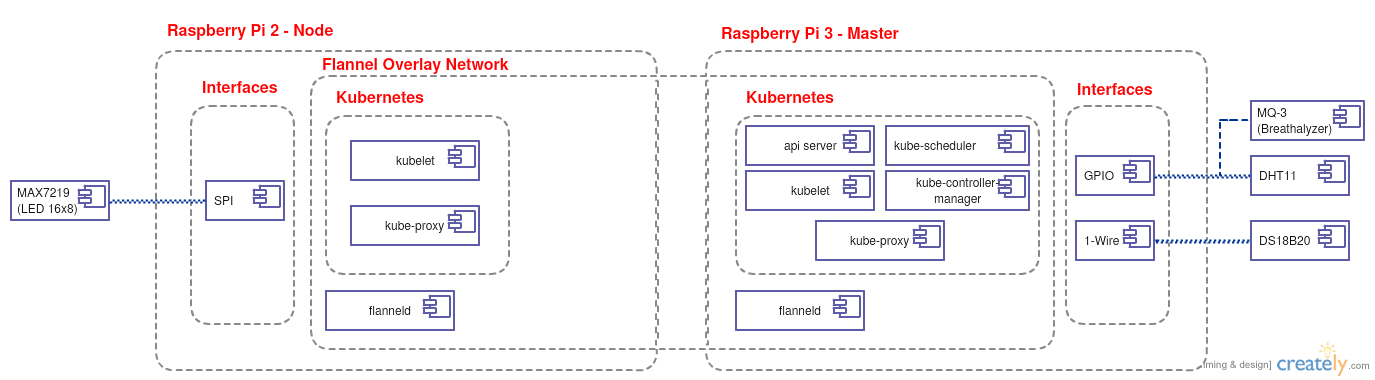 Raspberry Pi 2 - Node
Raspberry Pi 3 - Master
Flannel Overlay Network
Interfaces
Kubernetes
Kubernetes
Interfaces
MAX7219
(LED 16x8)
SPI
kubelet
kube-proxy
flanneld
api server
kube-scheduler
kubelet
kube-controller-
manager
kube-proxy
flanneld
GPIO
1-Wire
MQ-3
(Breathalyzer)
DHT11
DS18B20
ming & design]
creately.com